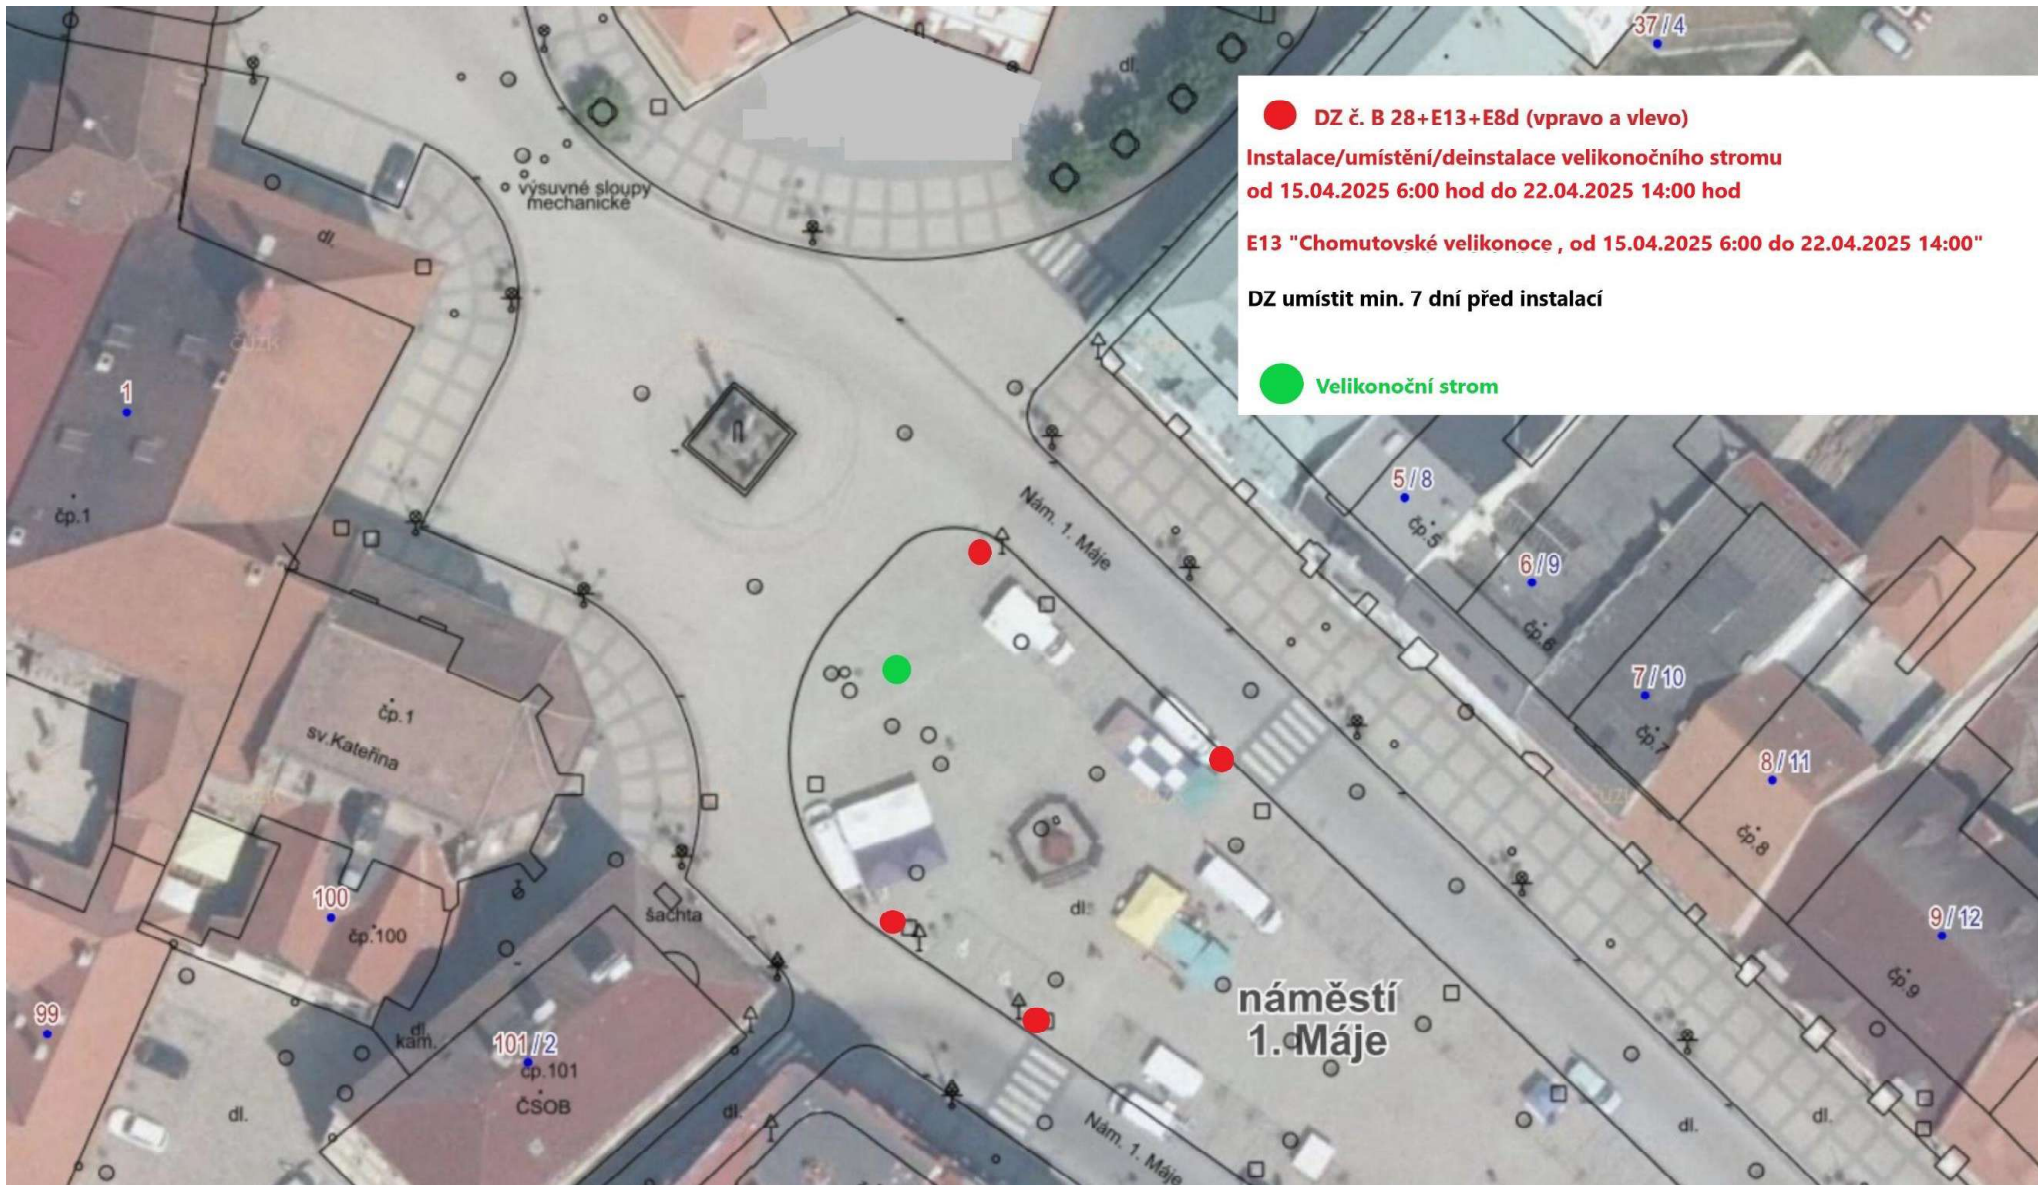 37/4
dl.
DZ č. B 28+E13+E8d (vpravo a vlevo)
Instalace/umístění/deinstalace velikonočního stromu
od 15.04.2025 6:00 hod do 22.04.2025 14:00 hod
E13 "Chomutovské velikonoce , od 15.04.2025 6:00 do 22.04.2025 14:00"
DZ umístit min. 7 dní před instalací
Velikonoční strom
výsuvné sloupy
mechanické
dl.
ČÚZK
1
čp.1
Nám. 1. Máje
5/8
čp.5
6/9
čp.6
7/10
čp.7
8/11
čp.8
9/12
čp.9
čp.1
sv.Kateřina
ČÚZK
ČÚZK
100
čp.100
šachta
dl.
99
dl.
kam.
101/2
čp.101
ČSOB
dl.
dl.
náměstí
1. Máje
Nám. 1. Máje
dl.
dl.